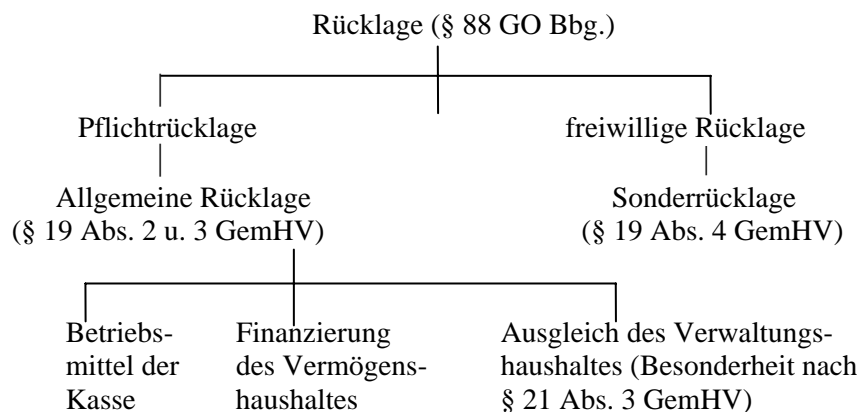 Rücklage (§ 88 GO Bbg.)
Pflichtrücklage
freiwillige Rücklage
Allgemeine Rücklage
(§ 19 Abs. 2 u. 3 GemHV)
Sonderrücklage
(§ 19 Abs. 4 GemHV)
Betriebs-
mittel der
Kasse
Finanzierung
des Vermögens-
haushaltes
Ausgleich des Verwaltungs-
haushaltes (Besonderheit nach
§ 21 Abs. 3 GemHV)